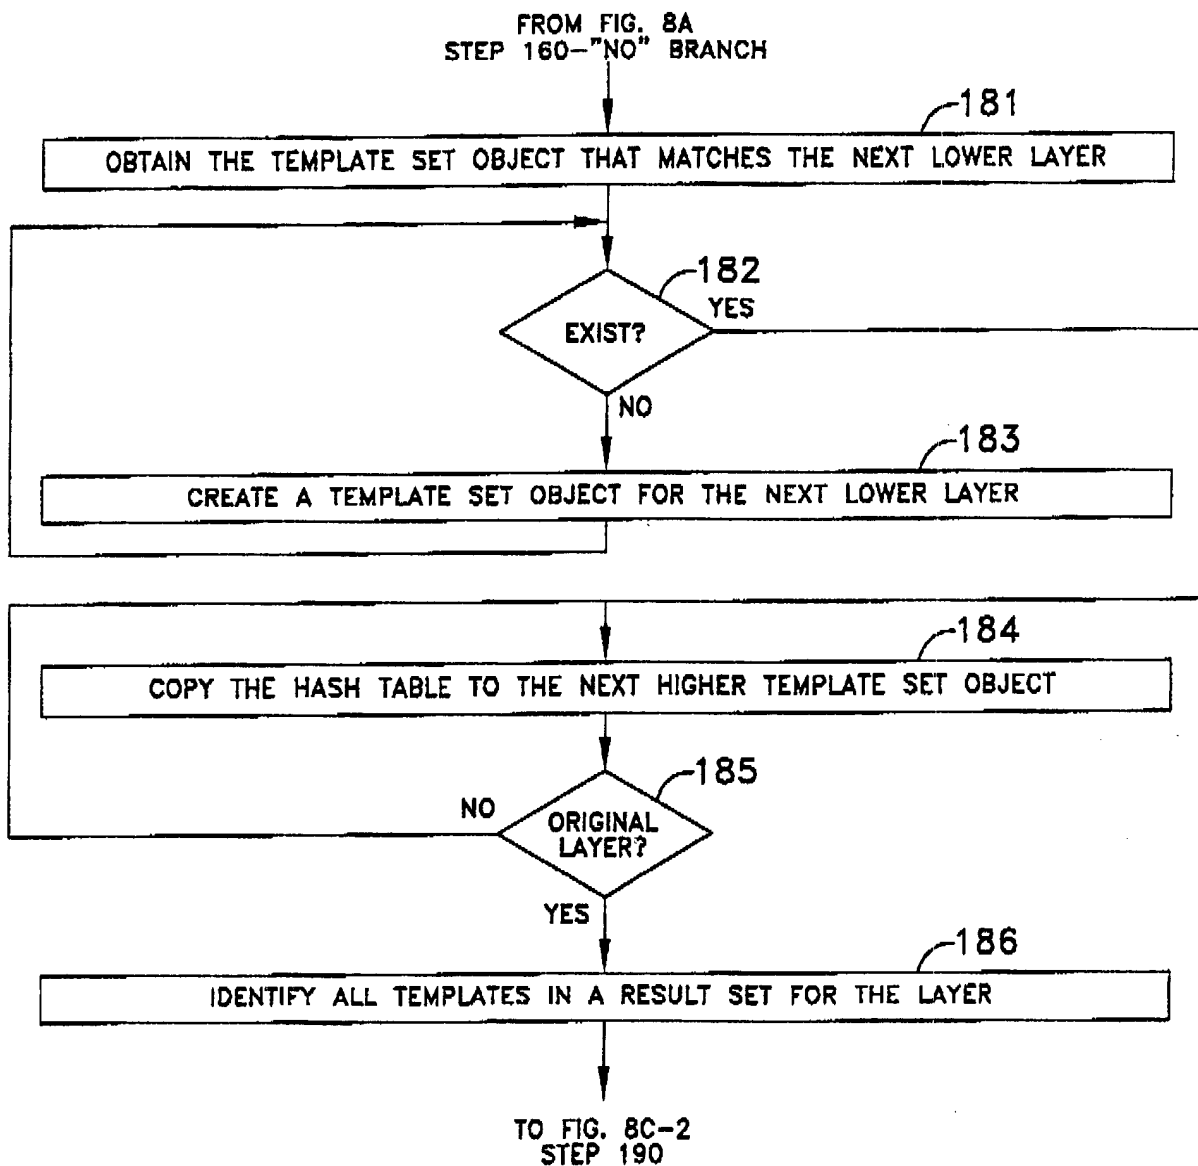 FROM FIG. 8A
STEP 160-"NO" BRANCH
181
OBTAIN THE TEMPLATE SET OBJECT THAT MATCHES THE NEXT LOWER LAYER
182
YES
EXIST?
NO
183
CREATE A TEMPLATE SET OBJECT FOR THE NEXT LOWER LAYER
184
COPY THE HASH TABLE TO THE NEXT HIGHER TEMPLATE SET OBJECT
185
NO
ORIGINAL
LAYER?
YES
186
IDENTIFY ALL TEMPLATES IN A RESULT SET FOR THE LAYER
TO FIG. 8C-2
STEP 190